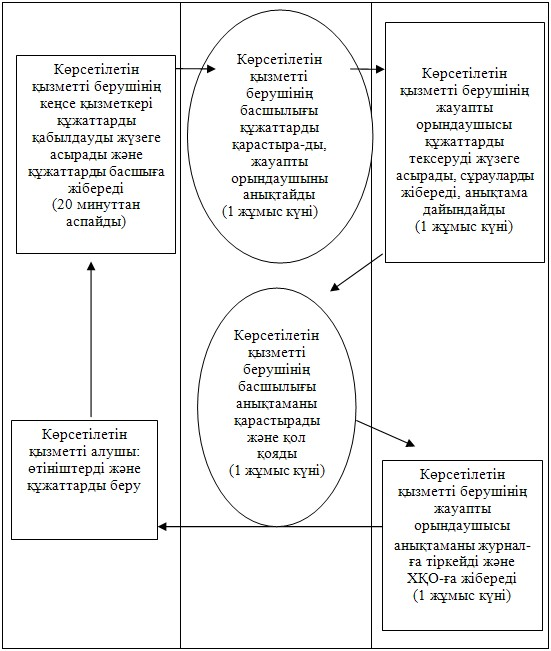 Көрсетілетін
қызметті берушінің
кеңсе қызметкері
құжаттарды
қабылдауды жүзеге
асырады және
құжаттарды басшыға
жібереді
(20 минуттан
аспайды)
Көрсетілетін
қызметті
берушінің
басшылығы
құжаттарды
қарастыра-ды,
жауапты
орындаушыны
анықтайды
(1 жұмыс күні)
Көрсетілетін
қызметті берушінің
жауапты
орындаушысы
құжаттарды
тексеруді жүзеге
асырады, сұрауларды
жібереді, анықтама
дайындайды
(1 жұмыс күні)
Көрсетілетін
қызметті
берушінің
басшылығы
анықтаманы
қарастырады
және қол
қояды
(1 жұмыс күні)
Көрсетілетін
қызметті берушінің
жауапты
орындаушысы
анықтаманы журнал-
ға тіркейді және
ХҚО-ға жібереді
(1 жұмыс күні)
Көрсетілетін
қызметті алушы:
өтініштерді және
құжаттарды беру